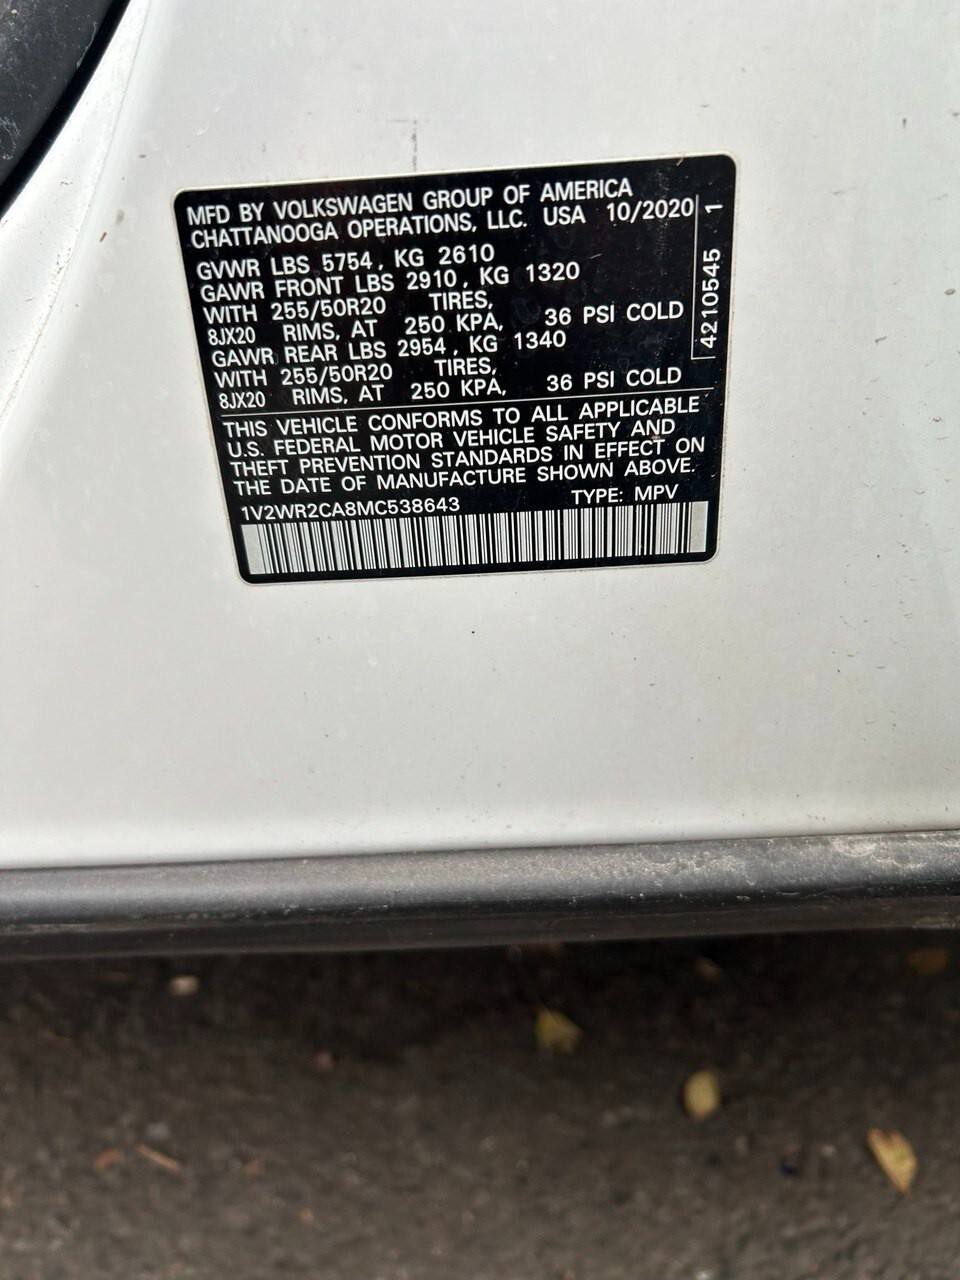 MFD BY VOLKSWAGEN GROUP OF AMERICA
CHATTANOOGA OPERATIONS, LLC. USA 10/2020
GVWR LBS 5754, KG 2610
GAWR FRONT LBS 2910, KG 1320
WITH 255/50R20 TIRES,
8JX20 RIMS, AT 250 KPA, 36 PSI COLD
GAWR REAR LBS 2954, KG 1340
WITH 255/50R20 TIRES,
8JX20 RIMS, AT 250 KPA, 36 PSI COLD
4210545 1
THIS VEHICLE CONFORMS TO ALL APPLICABLE
U.S. FEDERAL MOTOR VEHICLE SAFETY AND
THEFT PREVENTION STANDARDS IN EFFECT ON
THE DATE OF MANUFACTURE SHOWN ABOVE.
1V2WR2CA8MC538643 TYPE: MPV